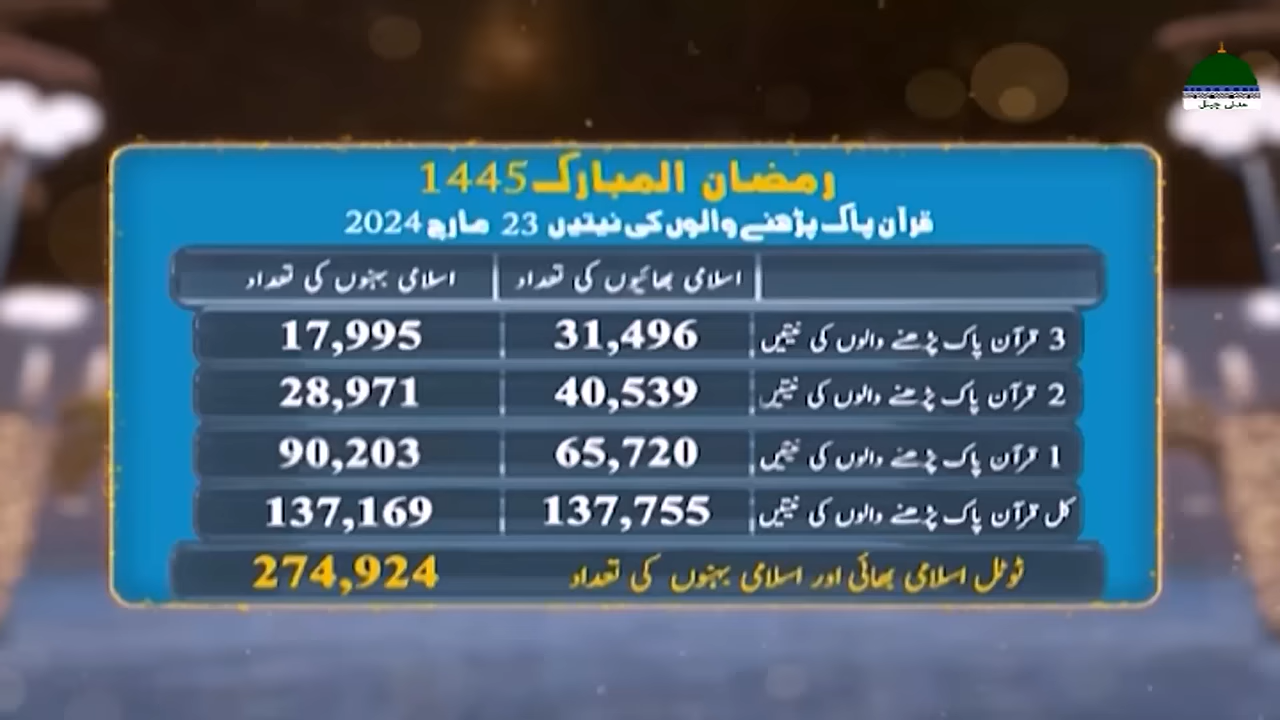 مدنی چینل
رمضان المبارک 1445
قرآن پاک پڑھنے والوں کی نیتیں 23 مارچ 2024
اسلامی بھائیوں کی تعداد اسلامی بہنوں کی تعداد
3 قرآن پاک پڑھنے والوں کی نیتیں 31,496 17,995
2 قرآن پاک پڑھنے والوں کی نیتیں 40,539 28,971
1 قرآن پاک پڑھنے والوں کی نیتیں 65,720 90,203
کل قرآن پاک پڑھنے والوں کی نیتیں 137,755 137,169
ٹوٹل اسلامی بھائی اور اسلامی بہنوں کی تعداد 274,924